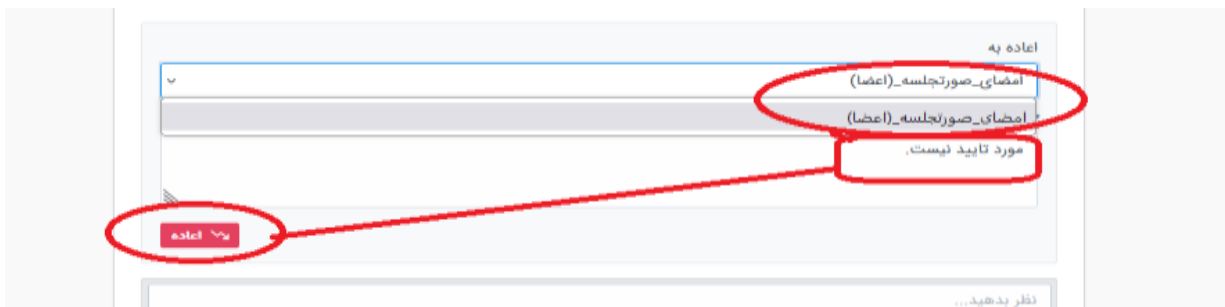 اعاده به
امضای_صورتجلسه_(اعضا)
امضای_صورتجلسه_(اعضا)
مورد تایید نیست.
اعاده
نظر بدهید...